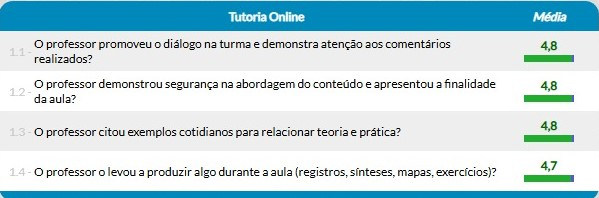 Tutoria Online Média
1.1 - O professor promoveu o diálogo na turma e demonstra atenção aos comentários 4,8
realizados?
1.2 - O professor demonstrou segurança na abordagem do conteúdo e apresentou a finalidade 4,8
da aula?
1.3 - O professor citou exemplos cotidianos para relacionar teoria e prática? 4,8
1.4 - O professor o levou a produzir algo durante a aula (registros, sínteses, mapas, exercícios)? 4,7